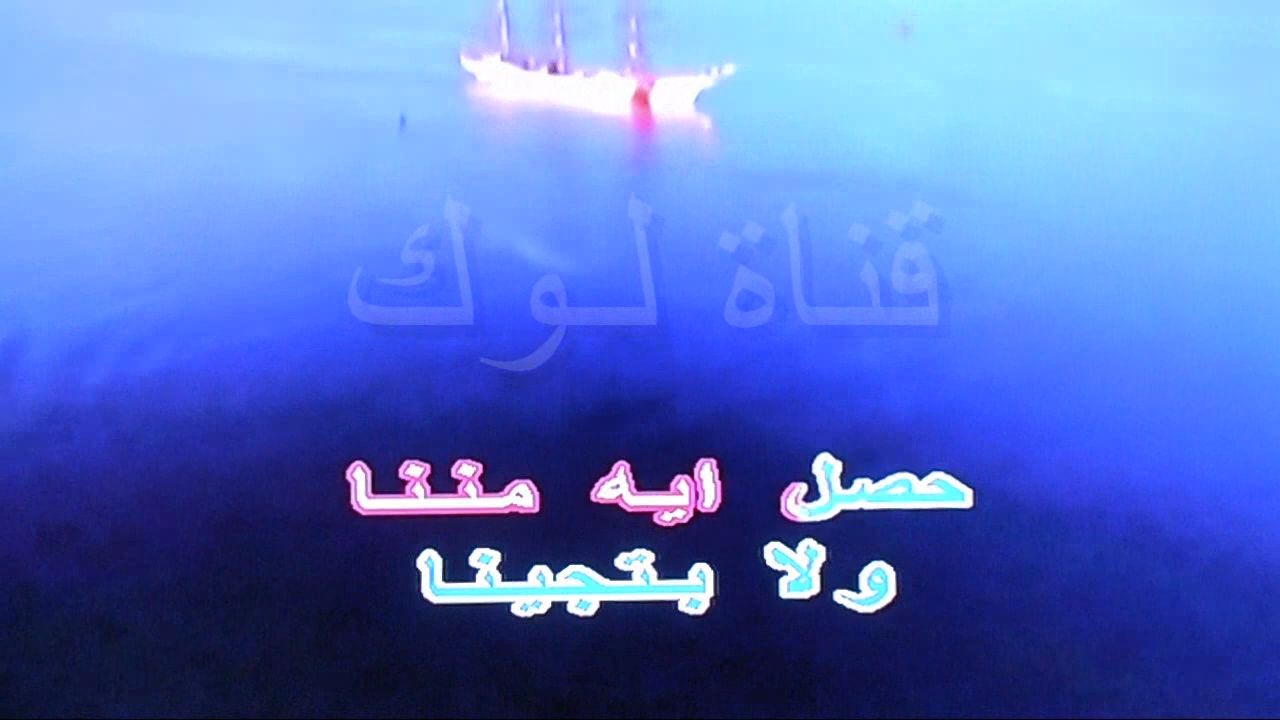 قناة لوك
حصل ايه مننا
ولا بتجينا